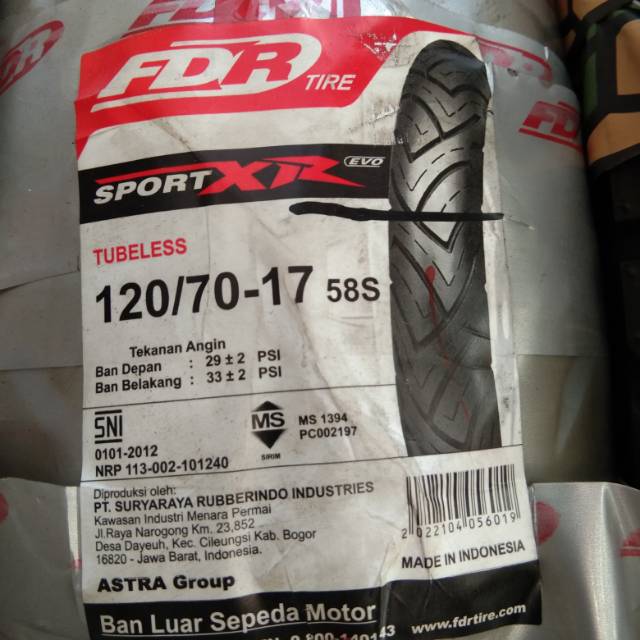 FDR
TIRE
FDR
SPORT XR EVO
TUBELESS
120/70-17 58S
Tekanan Angin
Ban Depan : 29 ± 2 PSI
Ban Belakang : 33 ± 2 PSI
SNI
0101-2012
NRP 113-002-101240
MS
SIRIM
MS 1394
PC002197
Diproduksi oleh:
PT. SURYARAYA RUBBERINDO INDUSTRIES
Kawasan Industri Menara Permai
Jl.Raya Narogong Km. 23,852
Desa Dayeuh, Kec. Cileungsi Kab. Bogor
16820 - Jawa Barat, Indonesia.
2 022104 056019
MADE IN INDONESIA
ASTRA Group
Ban Luar Sepeda Motor
www.fdrtire.com